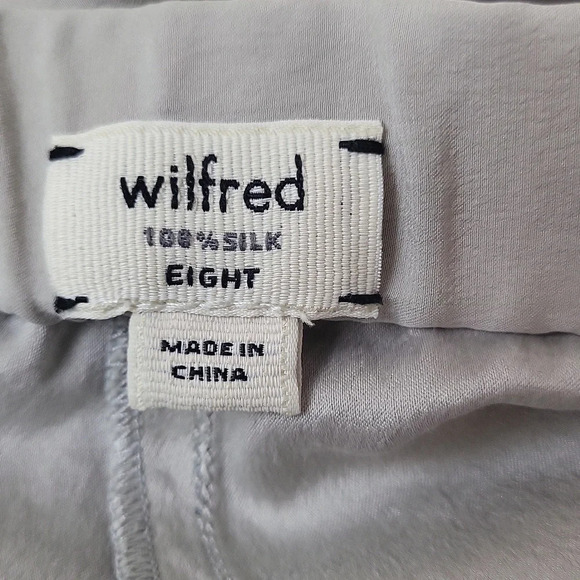 wilfred
100% SILK
EIGHT
MADE IN
CHINA